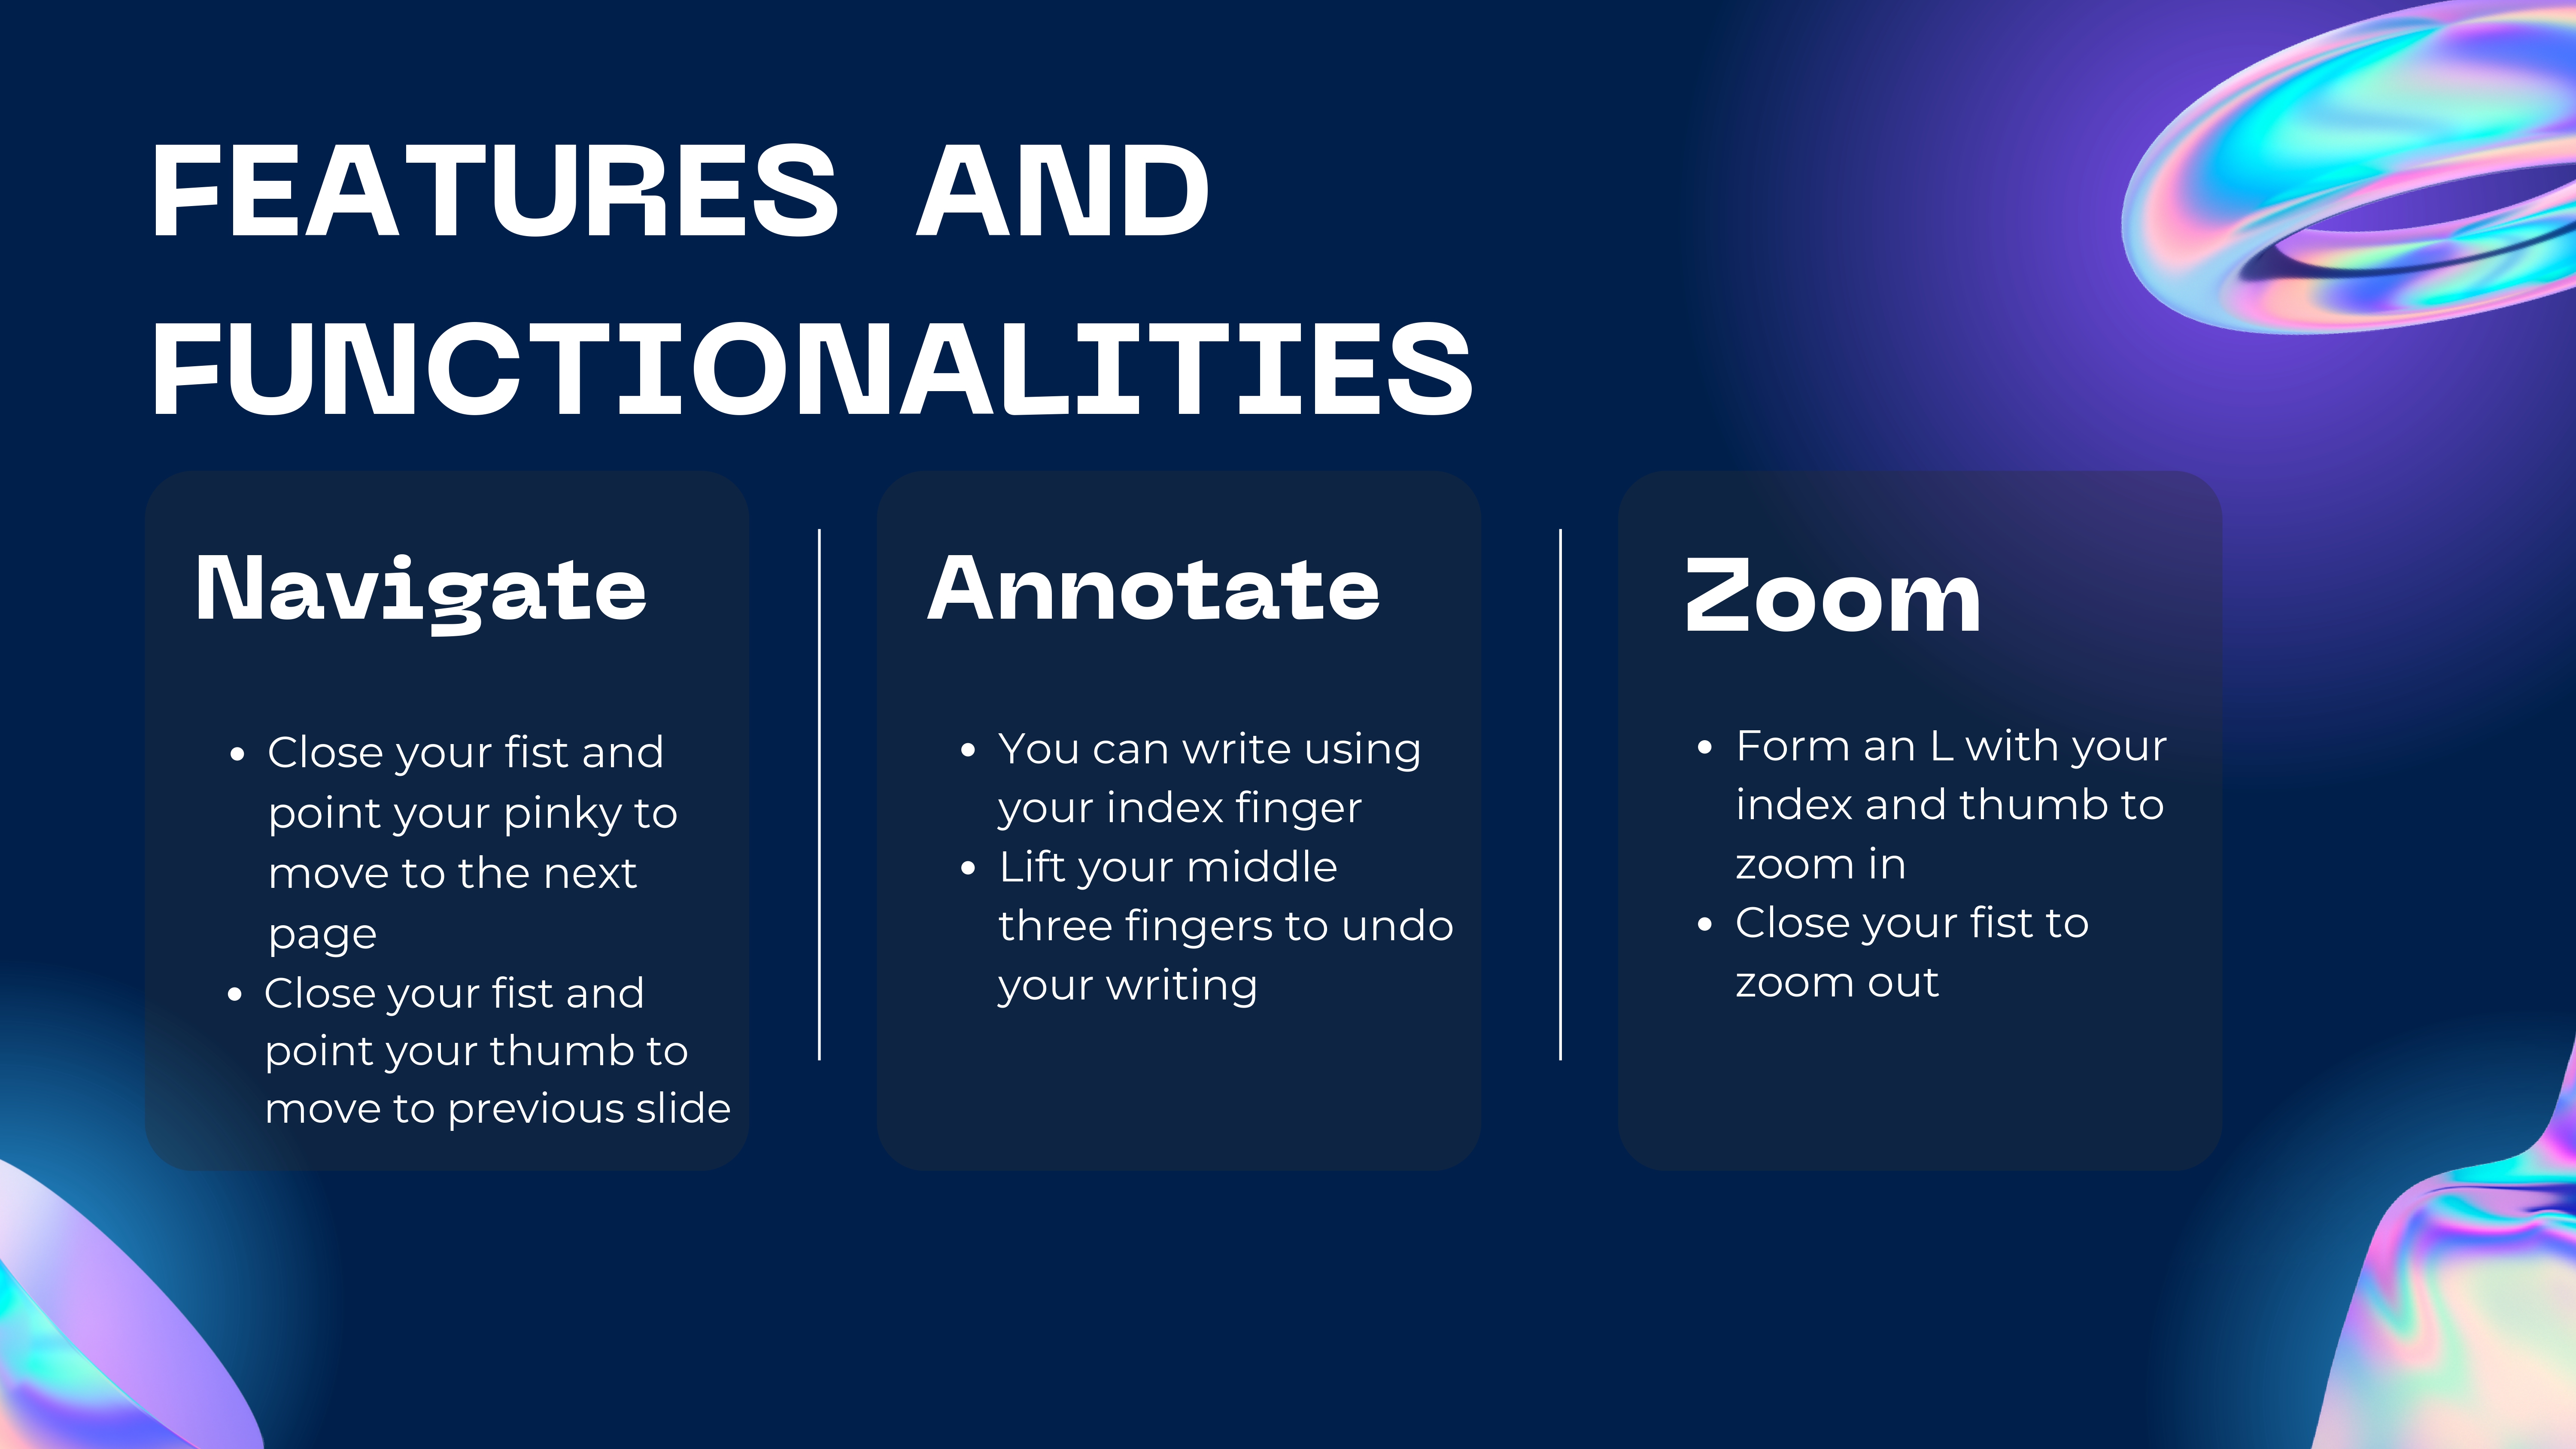 FEATURES AND
FUNCTIONALITIES
Navigate
• Close your fist and
point your pinky to
move to the next
page
• Close your fist and
point your thumb to
move to previous slide
Annotate
• You can write using
your index finger
• Lift your middle
three fingers to undo
your writing
Zoom
• Form an L with your
index and thumb to
zoom in
• Close your fist to
zoom out